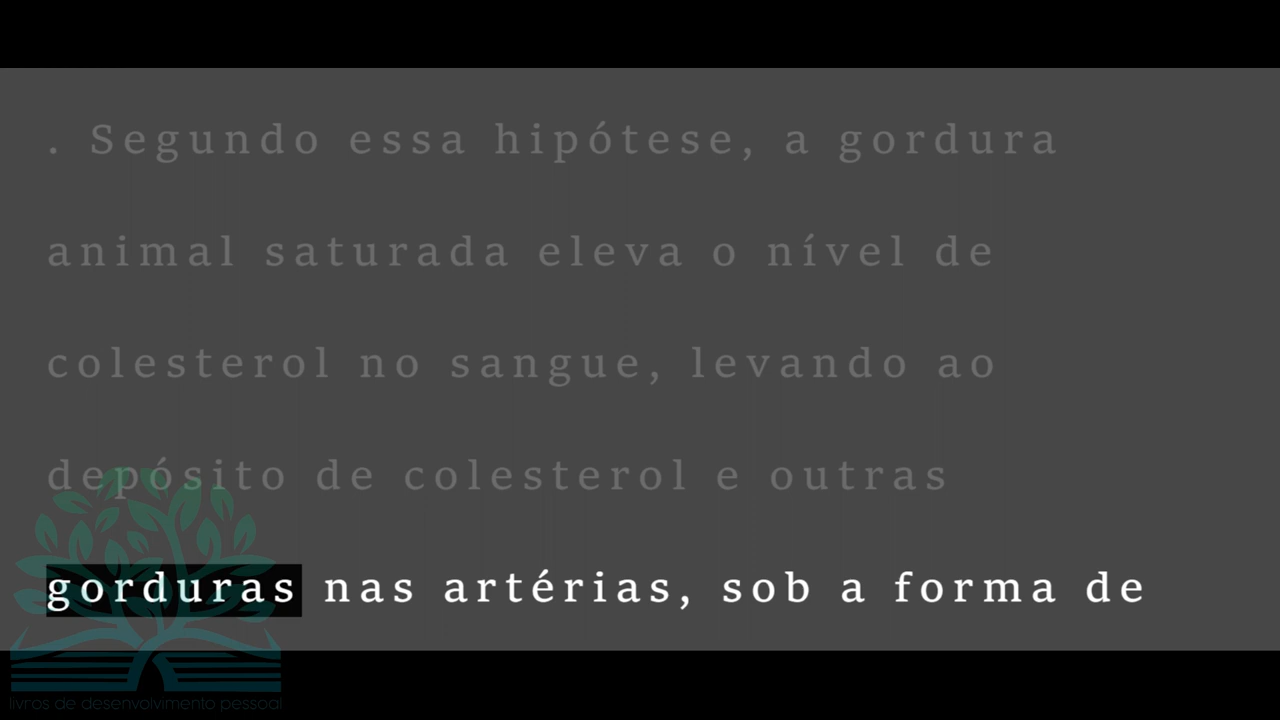 . Segundo essa hipótese, a gordura
animal saturada eleva o nível de
colesterol no sangue, levando ao
depósito de colesterol e outras
gorduras nas artérias, sob a forma de
livros de desenvolvimento pessoal